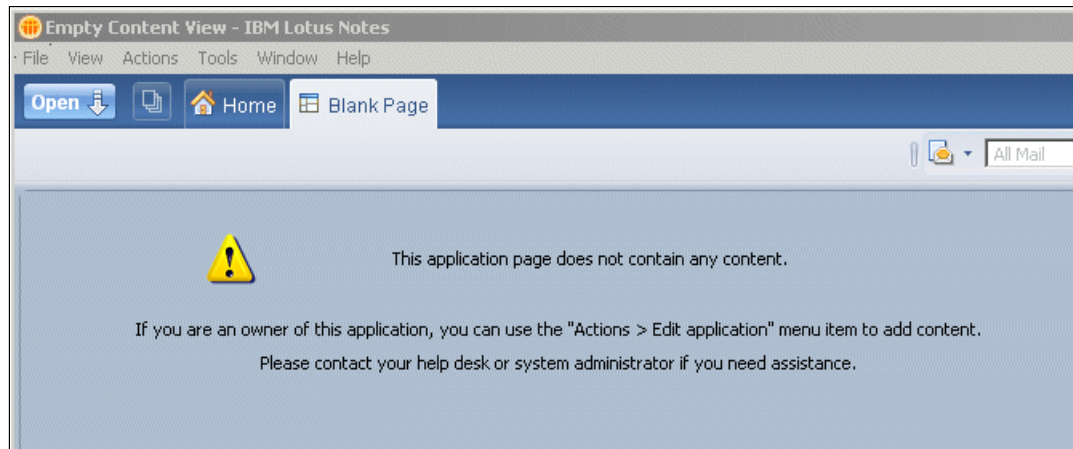 Empty Content View - IBM Lotus Notes
File View Actions Tools Window Help
Open Home Blank Page
All Mail
This application page does not contain any content.
If you are an owner of this application, you can use the "Actions > Edit application" menu item to add content.
Please contact your help desk or system administrator if you need assistance.